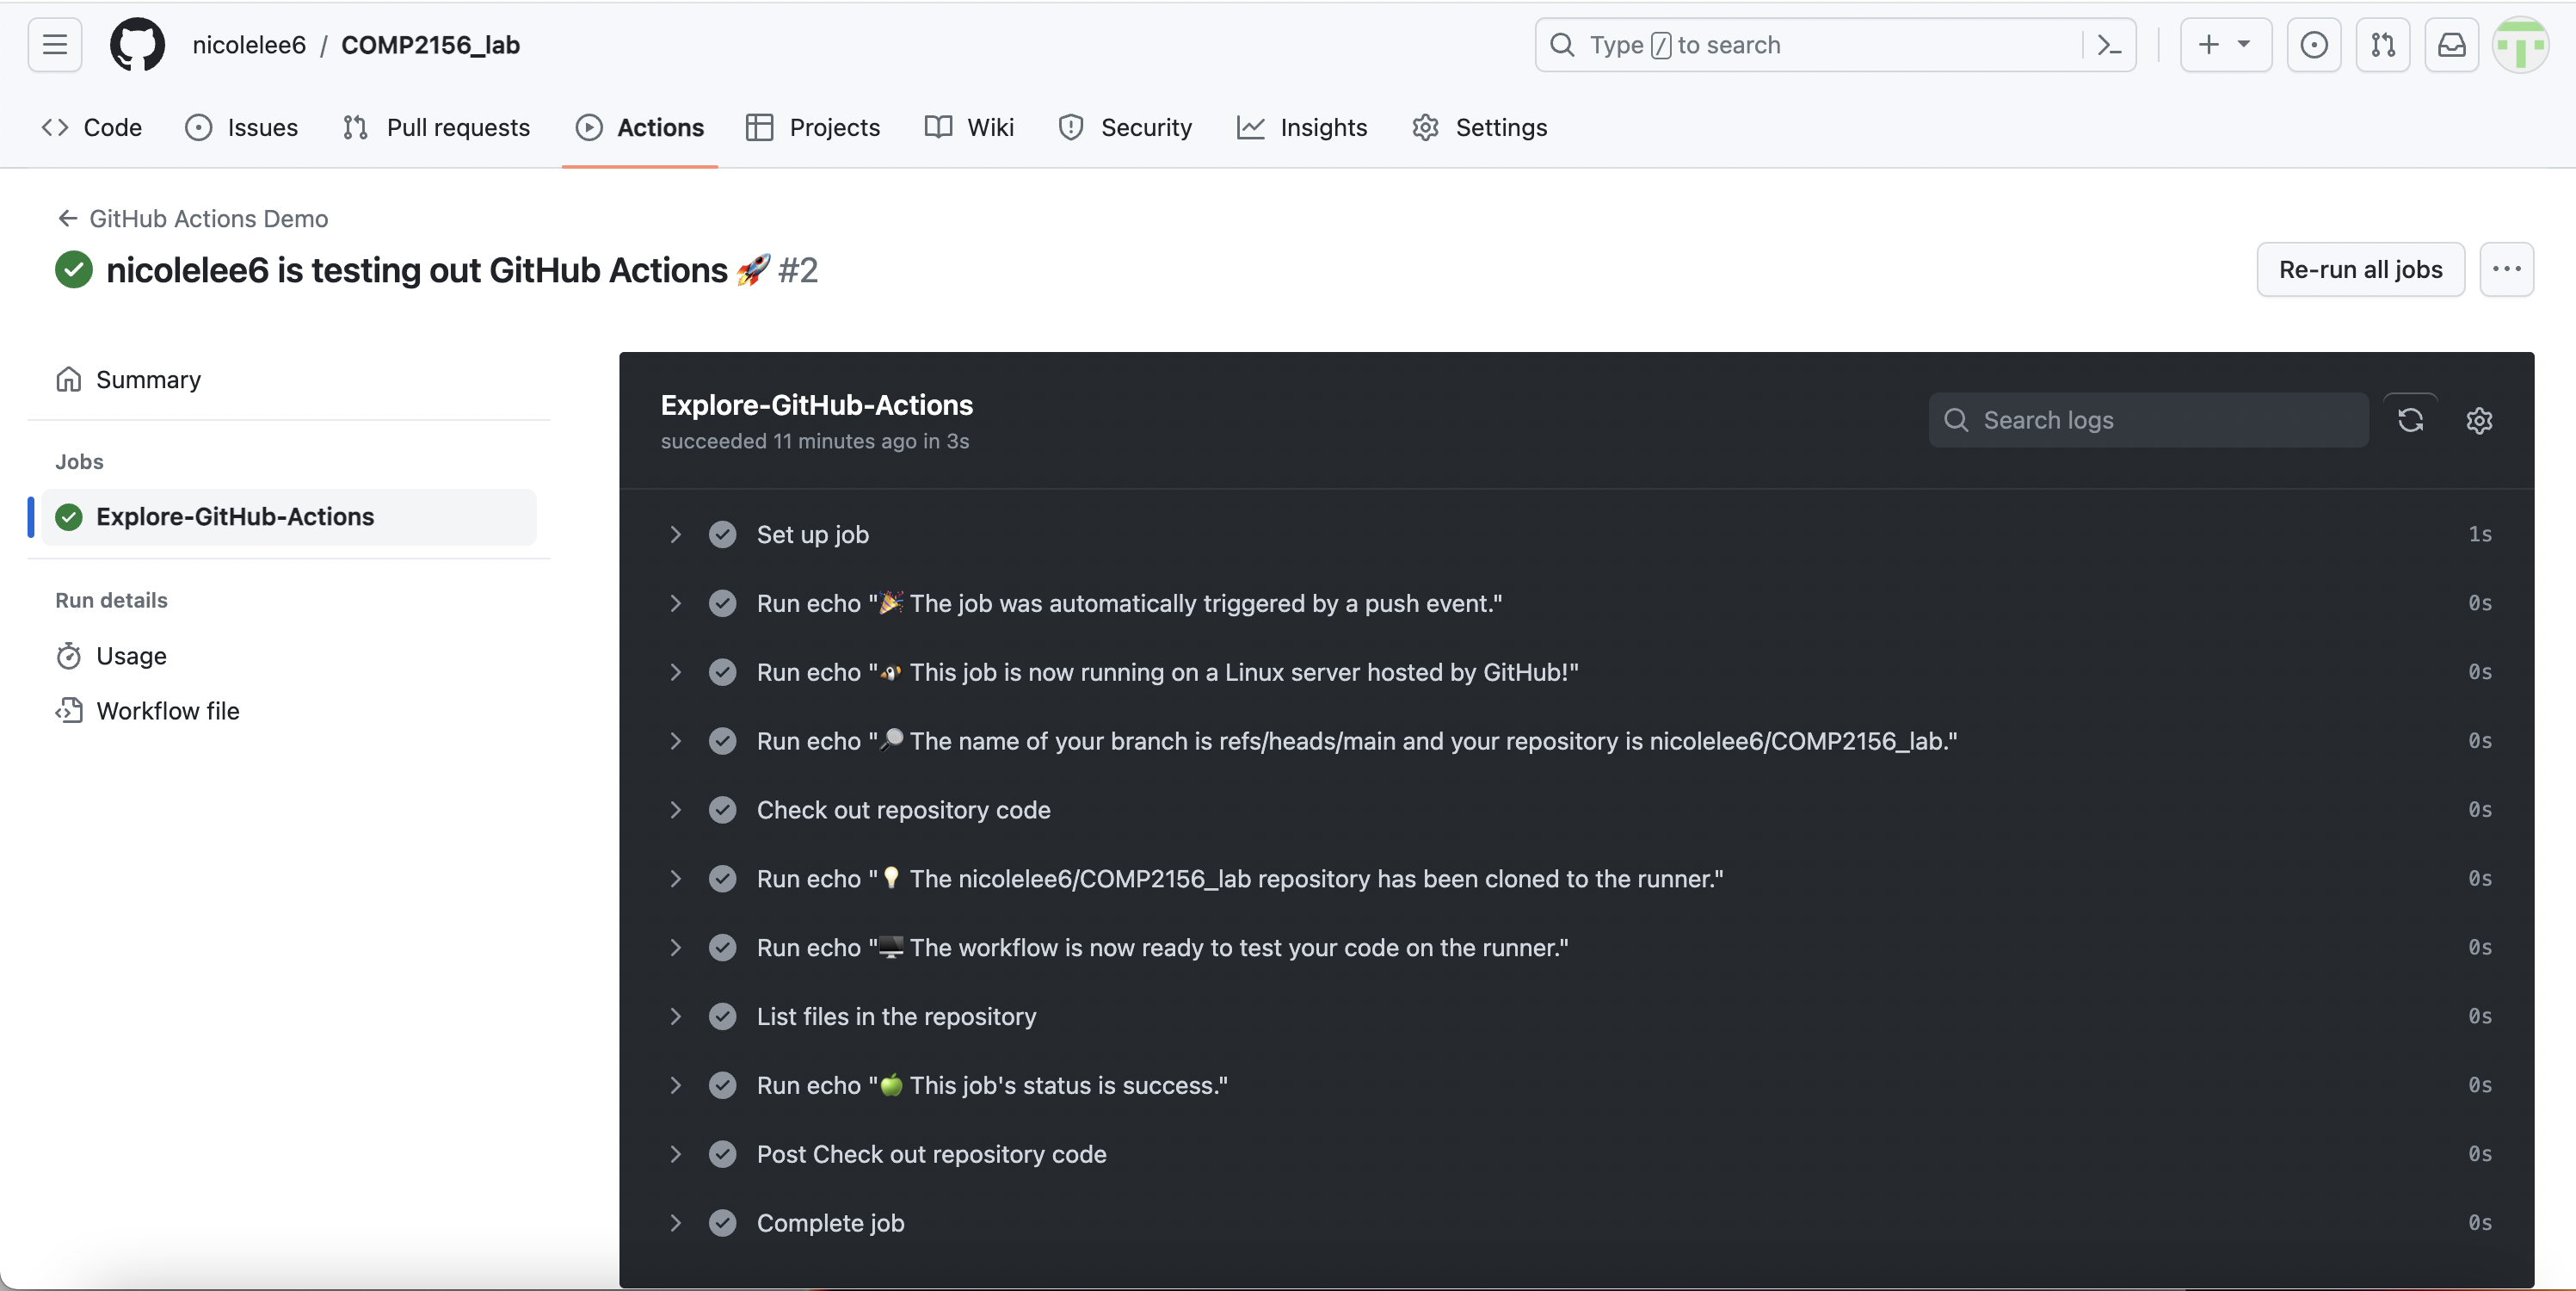 nicolelee6 / COMP2156_lab
Type / to search
Code Issues Pull requests Actions Projects Wiki Security Insights Settings
← GitHub Actions Demo
nicolelee6 is testing out GitHub Actions 🚀 #2
Re-run all jobs
Summary
Jobs
Explore-GitHub-Actions
Run details
Usage
Workflow file
Explore-GitHub-Actions
succeeded 11 minutes ago in 3s
Search logs
Set up job 1s
Run echo "🎉 The job was automatically triggered by a push event." 0s
Run echo "🐧 This job is now running on a Linux server hosted by GitHub!" 0s
Run echo "🔎 The name of your branch is refs/heads/main and your repository is nicolelee6/COMP2156_lab." 0s
Check out repository code 0s
Run echo "💡 The nicolelee6/COMP2156_lab repository has been cloned to the runner." 0s
Run echo "🖥️ The workflow is now ready to test your code on the runner." 0s
List files in the repository 0s
Run echo "🍏 This job's status is success." 0s
Post Check out repository code 0s
Complete job 0s